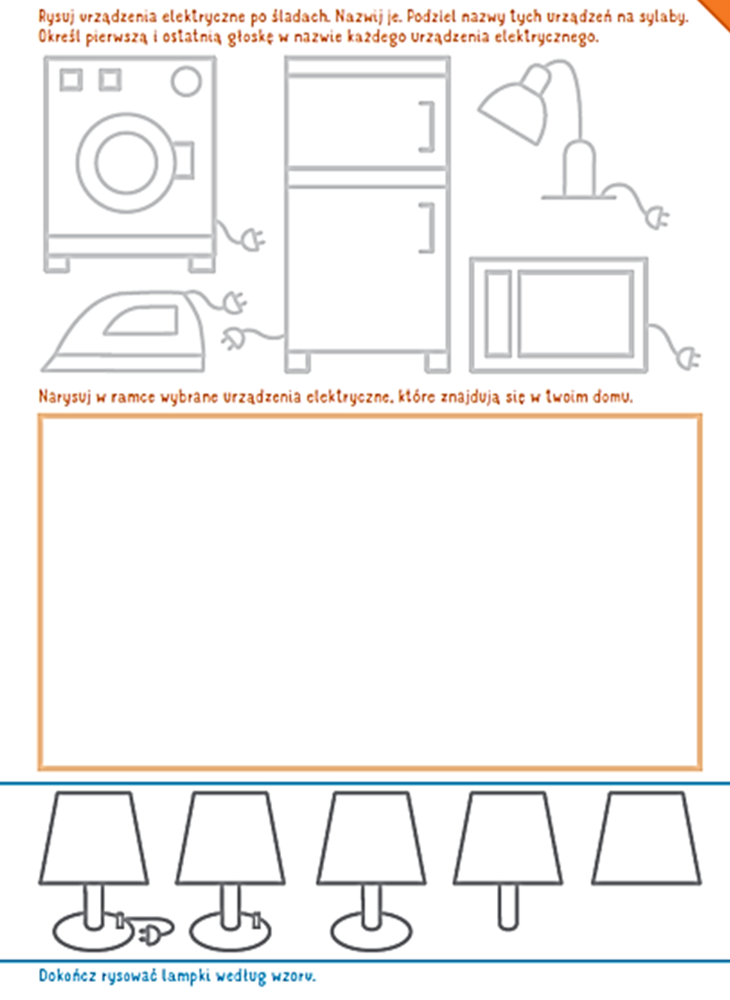 Rysuj urządzenia elektryczne po śladach. Nazwij je. Podziel nazwy tych urządzeń na sylaby.
Określ pierwszą i ostatnią głoskę w nazwie każdego urządzenia elektrycznego.
Narysuj w ramce wybrane urządzenia elektryczne, które znajdują się w twoim domu.
Dokończ rysować lampki według wzoru.